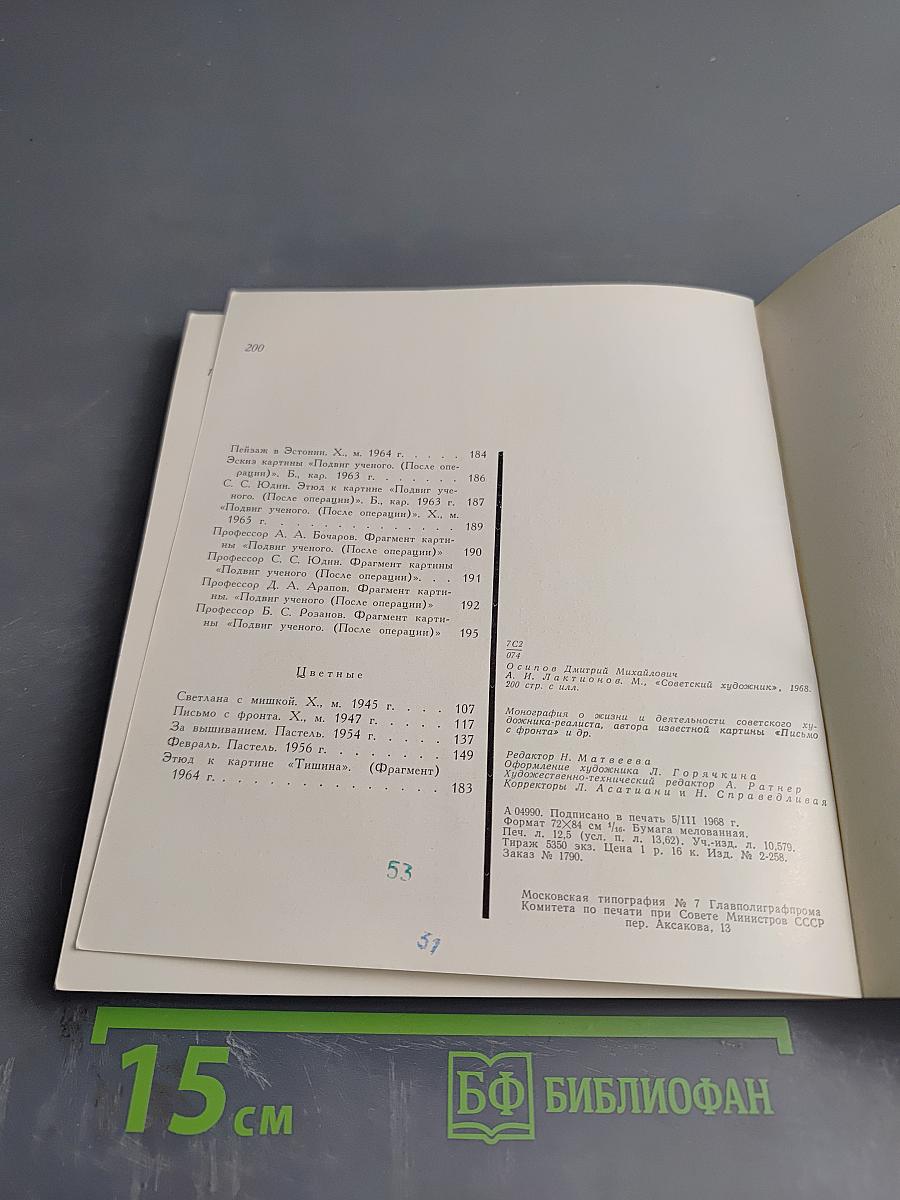 200
Пейзаж в Эстонии. Х., м. 1964 г. . . . . 184
Эскиз картины «Подвиг ученого. (После опе-
рации)». Б., кар. 1963 г. . . . . . . . 186
С. С. Юдин. Этюд к картине «Подвиг уче-
ного. (После операции)». Б., кар. 1963 г. 187
«Подвиг ученого. (После операции)». Х., м.
1965 г. . . . . . . . . . . . . . 189
Профессор А. А. Бочаров. Фрагмент карти-
ны «Подвиг ученого. (После операции)» 190
Профессор С. С. Юдин. Фрагмент картины
«Подвиг ученого (После операции)». . . 191
Профессор Д. А. Арапов. Фрагмент карти-
ны. «Подвиг ученого (После операции)» 192
Профессор Б. С. Розанов. Фрагмент карти-
ны «Подвиг ученого. (После операции)» 195
Цветные
Светлана с мишкой. Х., м. 1945 г. . . . 107
Письмо с фронта. Х., м. 1947 г. . . . . 117
За вышиванием. Пастель. 1954 г. . . . . 137
Февраль. Пастель. 1956 г. . . . . . . . 149
Этюд к картине «Тишина». (Фрагмент)
1964 г. . . . . . . . . . . . . . 183
53
51
7С2
074
Осипов Дмитрий Михайлович
А. И. Лактионов. М., «Советский художник», 1968.
200 стр. с илл.
Монография о жизни и деятельности советского ху-
дожника-реалиста, автора известной картины «Письмо
с фронта» и др.
Редактор Н. Матвеева
Оформление художника Л. Горячкина
Художественно-технический редактор А. Ратнер
Корректоры Л. Асатиани и Н. Справедливая
А 04990. Подписано в печать 5/III 1968 г.
Формат 72×84 см 1/16. Бумага мелованная.
Печ. л. 12,5 (усл. п. л. 13,62). Уч.-изд. л. 10,579.
Тираж 5350 экз. Цена 1 р. 16 к. Изд. № 2-258.
Заказ № 1790.
Московская типография № 7 Главполиграфпрома
Комитета по печати при Совете Министров СССР
пер. Аксакова, 13
15 см
БФ БИБЛИОФАН